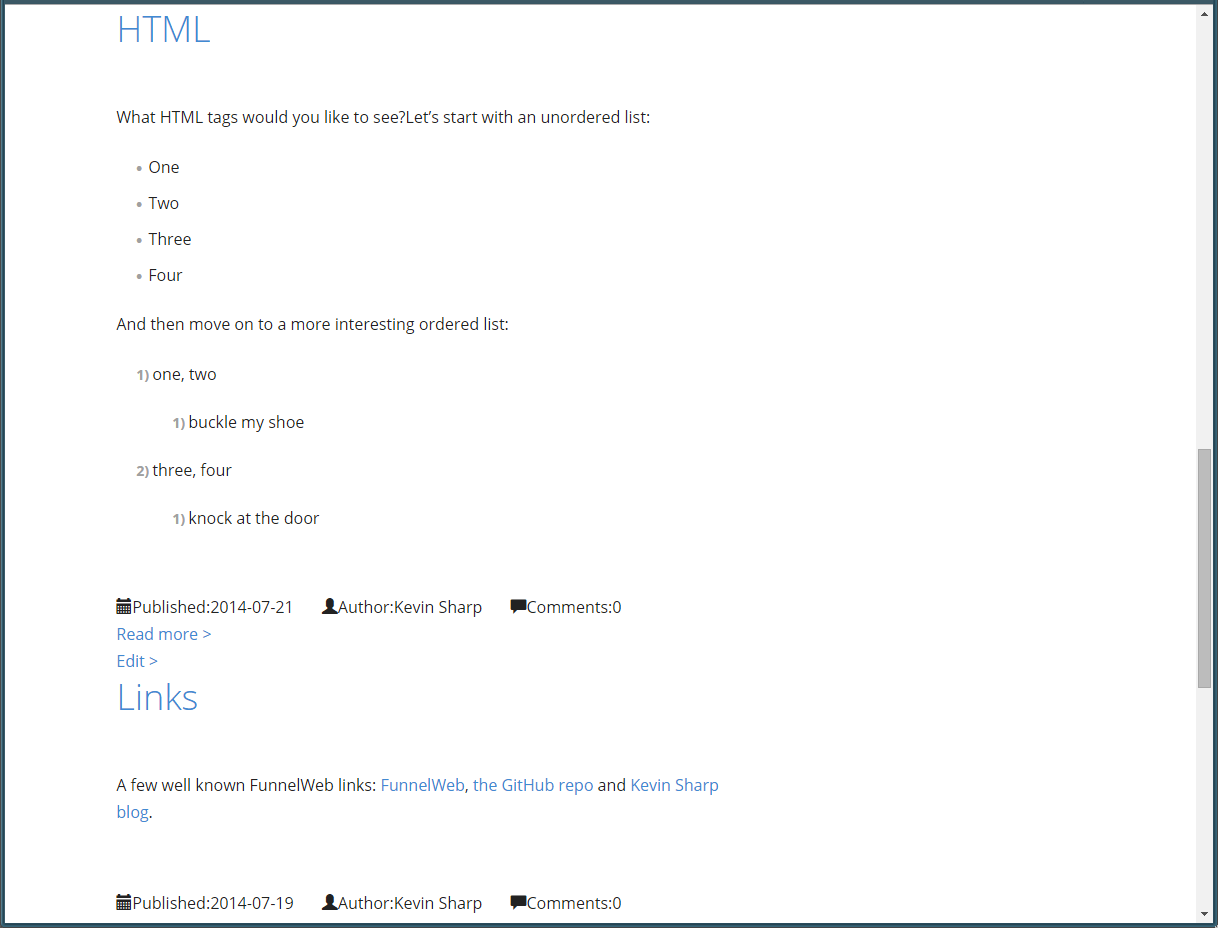 HTML
What HTML tags would you like to see?Let’s start with an unordered list:
• One
• Two
• Three
• Four
And then move on to a more interesting ordered list:
1) one, two
1) buckle my shoe
2) three, four
1) knock at the door
Published:2014-07-21 Author:Kevin Sharp Comments:0
Read more >
Edit >
Links
A few well known FunnelWeb links: FunnelWeb, the GitHub repo and Kevin Sharp
blog.
Published:2014-07-19 Author:Kevin Sharp Comments:0